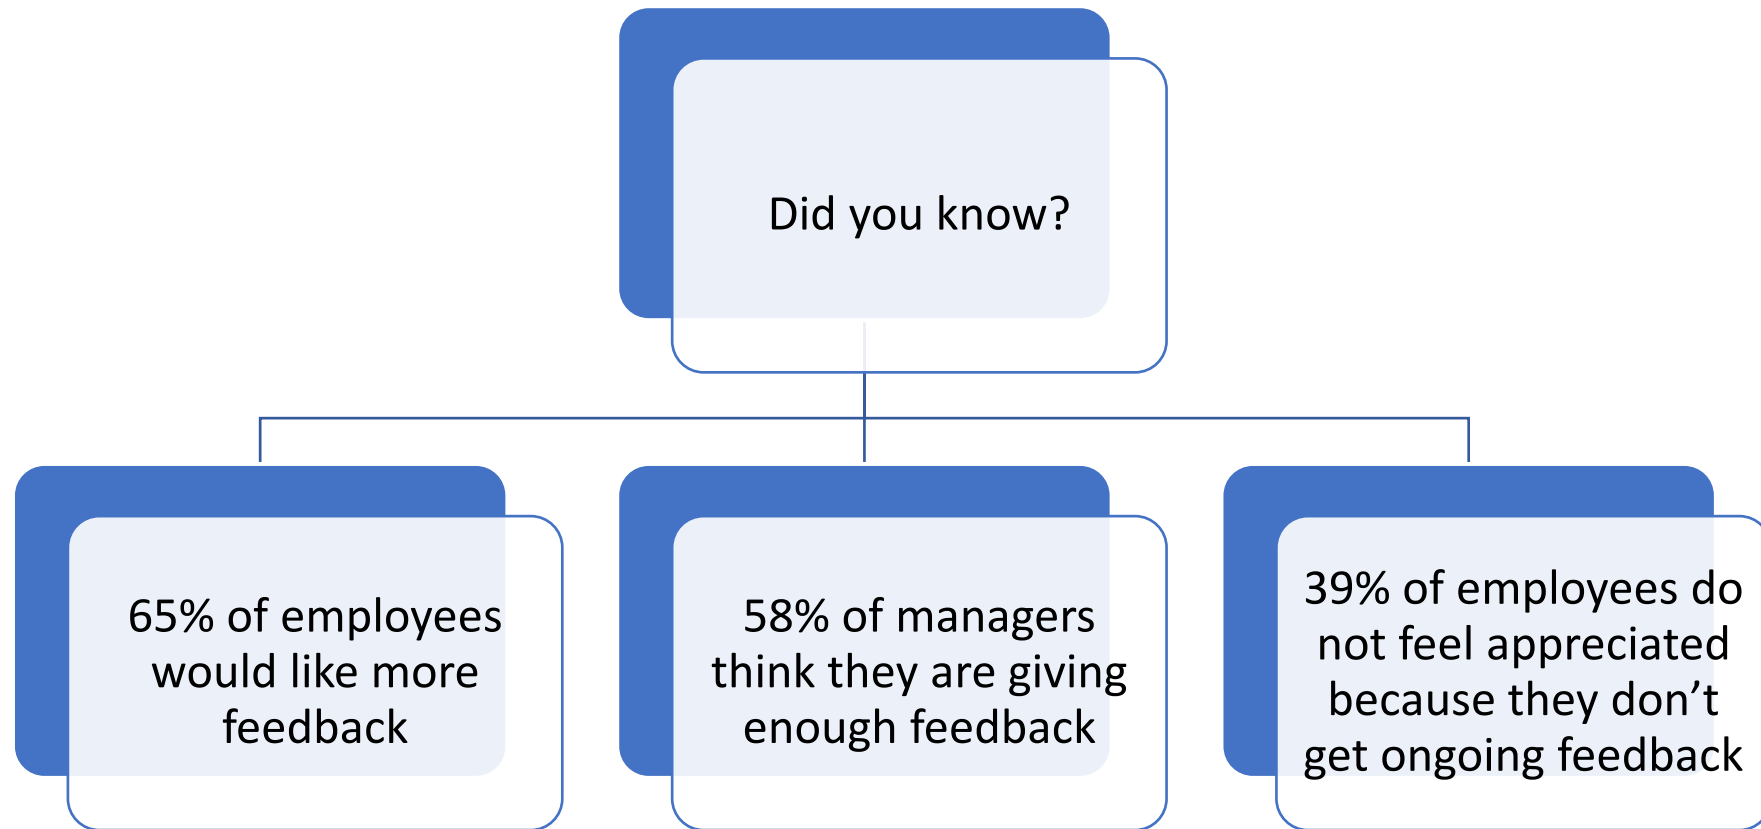 Did you know?
65% of employees
would like more
feedback
58% of managers
think they are giving
enough feedback
39% of employees do
not feel appreciated
because they don’t
get ongoing feedback